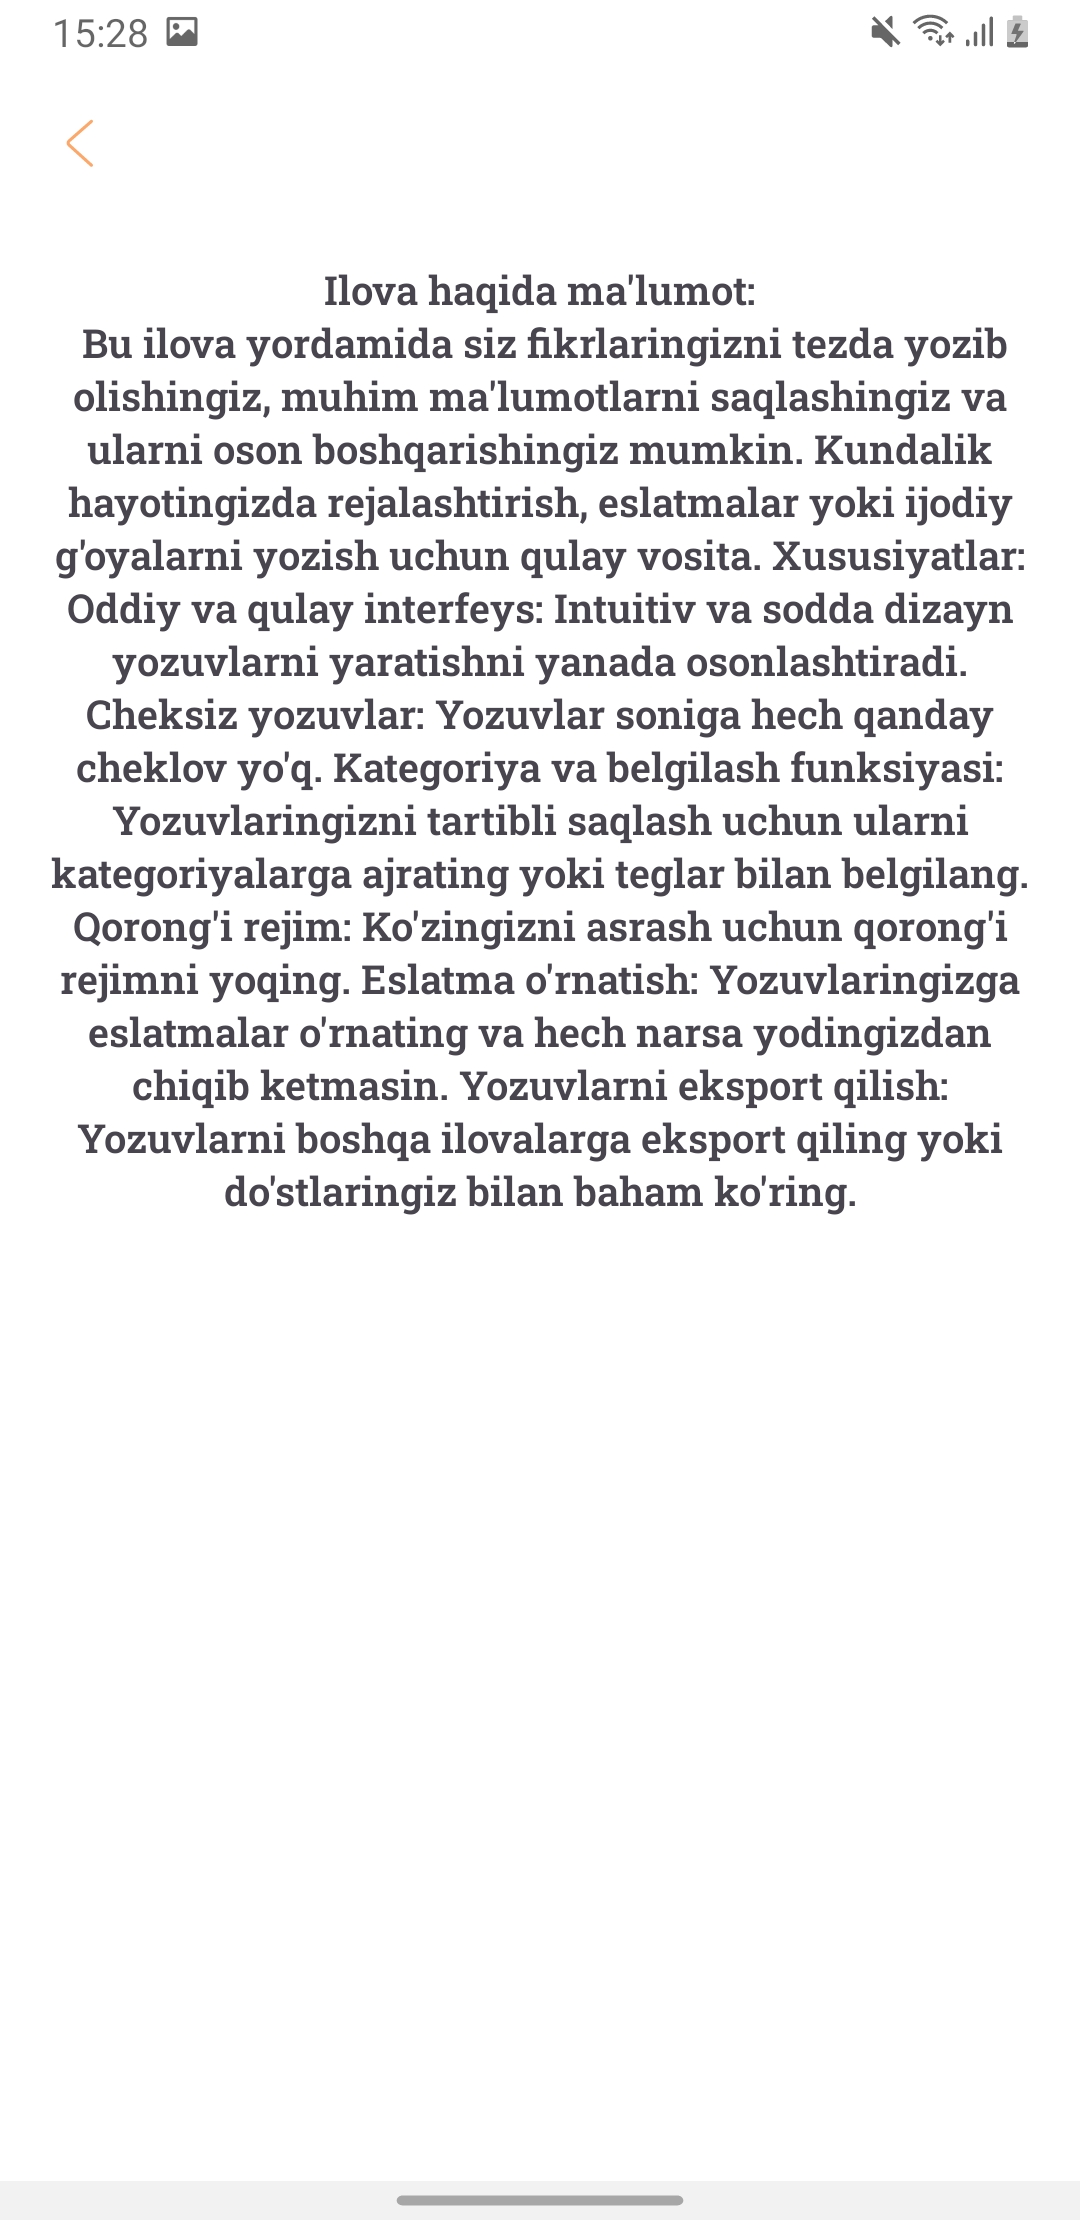 15:28
Ilova haqida ma'lumot:
Bu ilova yordamida siz fikrlaringizni tezda yozib
olishingiz, muhim ma'lumotlarni saqlashingiz va
ularni oson boshqarishingiz mumkin. Kundalik
hayotingizda rejalashtirish, eslatmalar yoki ijodiy
g'oyalarni yozish uchun qulay vosita. Xususiyatlar:
Oddiy va qulay interfeys: Intuitiv va sodda dizayn
yozuvlarni yaratishni yanada osonlashtiradi.
Cheksiz yozuvlar: Yozuvlar soniga hech qanday
cheklov yo'q. Kategoriya va belgilash funksiyasi:
Yozuvlaringizni tartibli saqlash uchun ularni
kategoriyalarga ajrating yoki teglar bilan belgilang.
Qorong'i rejim: Ko'zingizni asrash uchun qorong'i
rejimni yoqing. Eslatma o'rnatish: Yozuvlaringizga
eslatmalar o'rnating va hech narsa yodingizdan
chiqib ketmasin. Yozuvlarni eksport qilish:
Yozuvlarni boshqa ilovalarga eksport qiling yoki
do'stlaringiz bilan baham ko'ring.